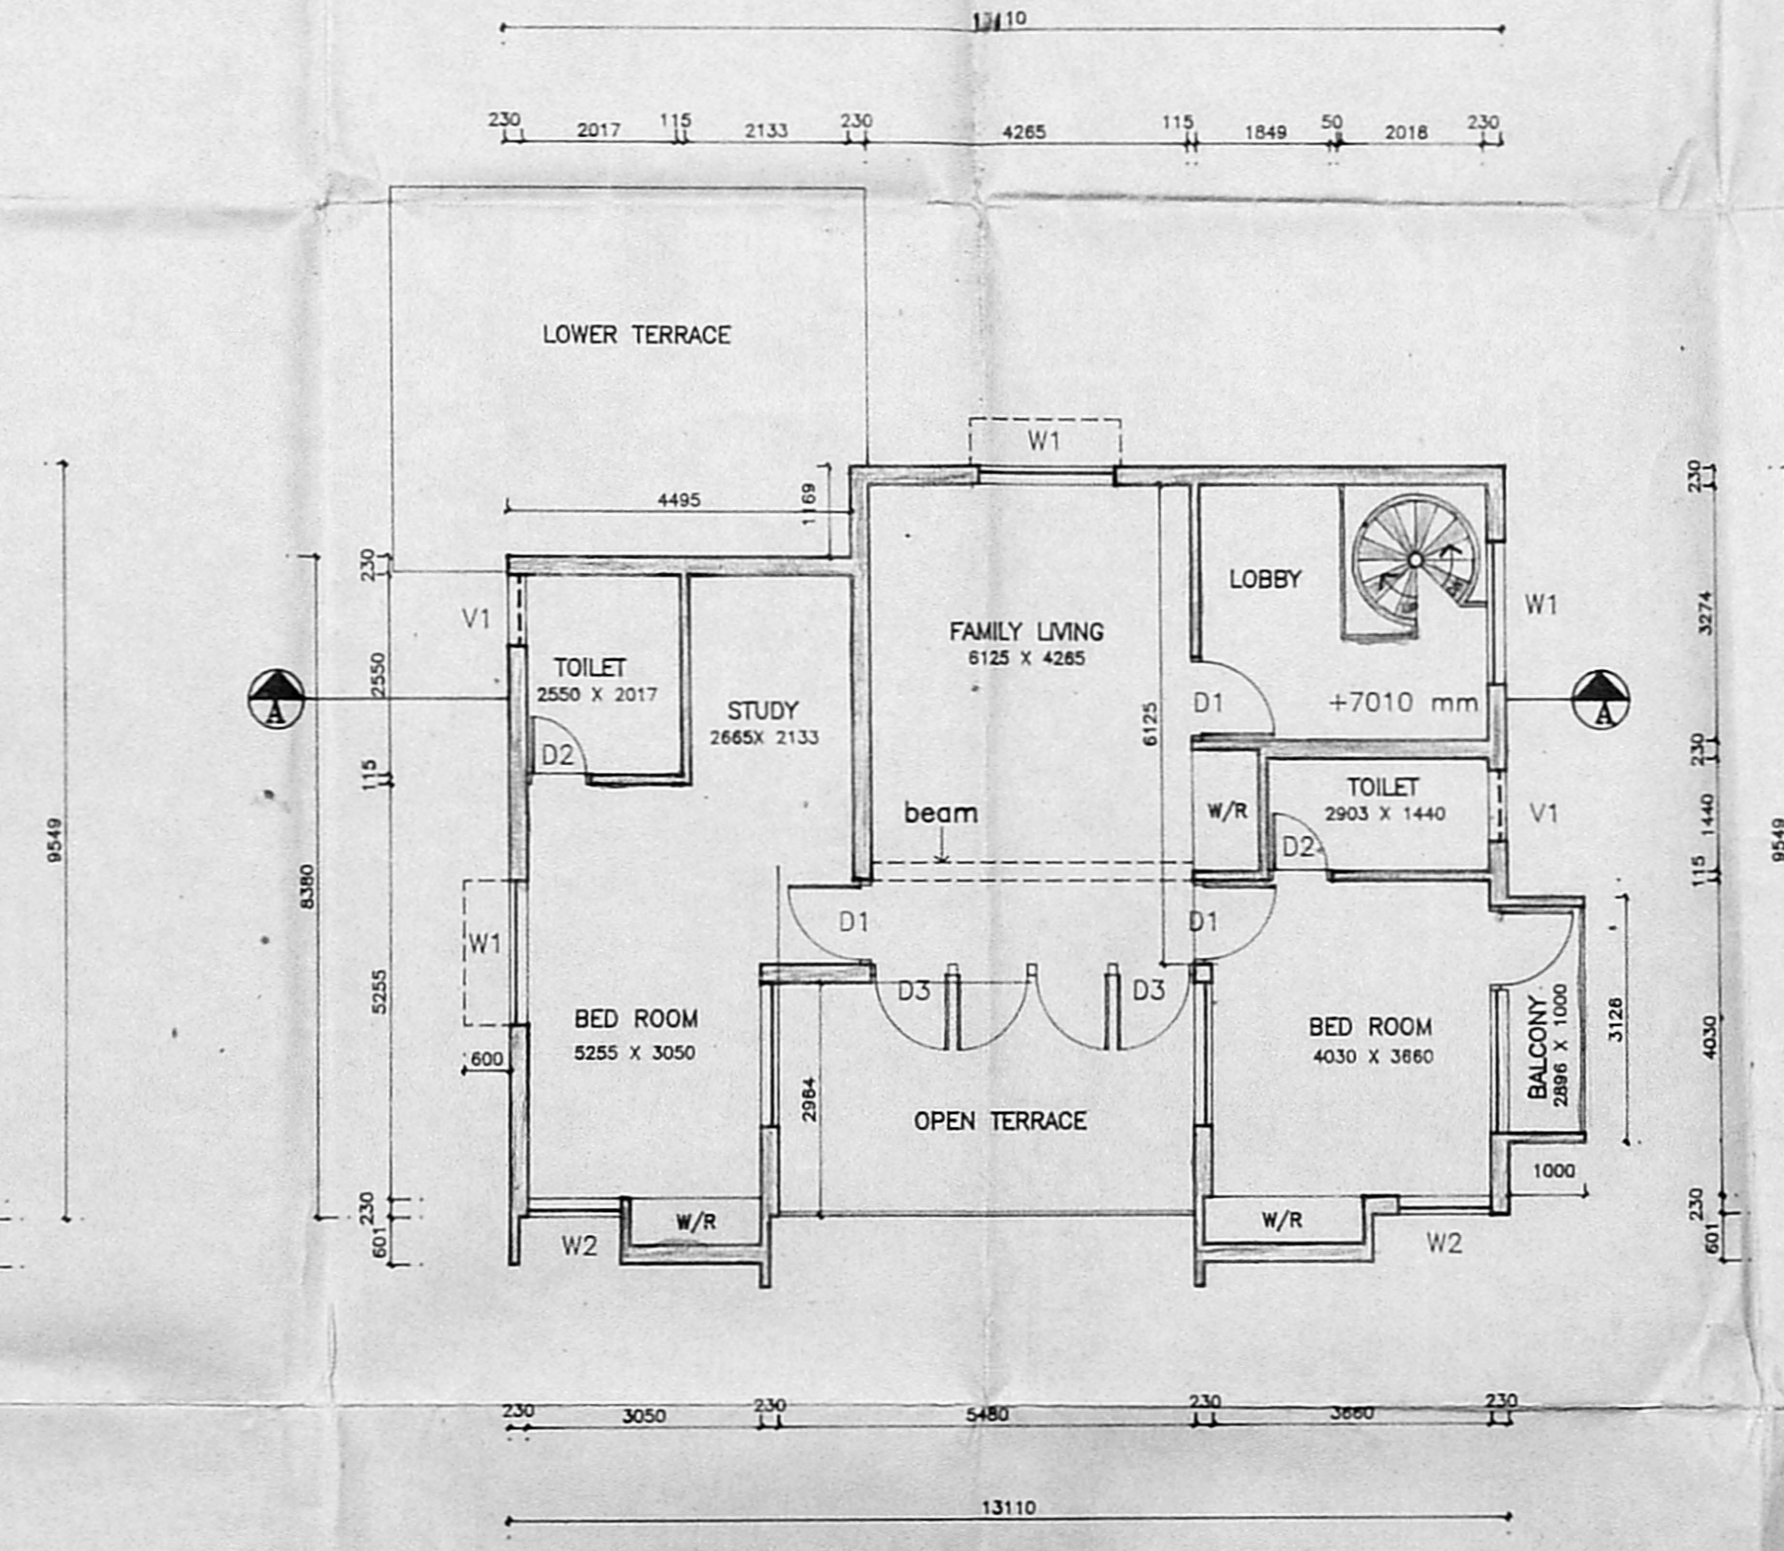 230 2017 115 2133 230 4265 115 1849 50 2018 230
LOWER TERRACE
W1
4495
1169
230
2550
115
5255
230
601
8380
9549
V1
TOILET
2550 X 2017
D2
STUDY
2665X 2133
FAMILY LIVING
6125 X 4265
6125
beam
LOBBY
D1
+7010 mm
W1
A
A
W/R
TOILET
2903 X 1440
D2
V1
230
3274
230
1440
115
4030
230
601
9549
W1
600
D1
D1
D3
D3
BED ROOM
5255 X 3050
2984
OPEN TERRACE
BED ROOM
4030 X 3660
BALCONY
2896 X 1000
3126
1000
W2
W/R
W/R
W2
230 3050 230 5480 230 3660 230
13110